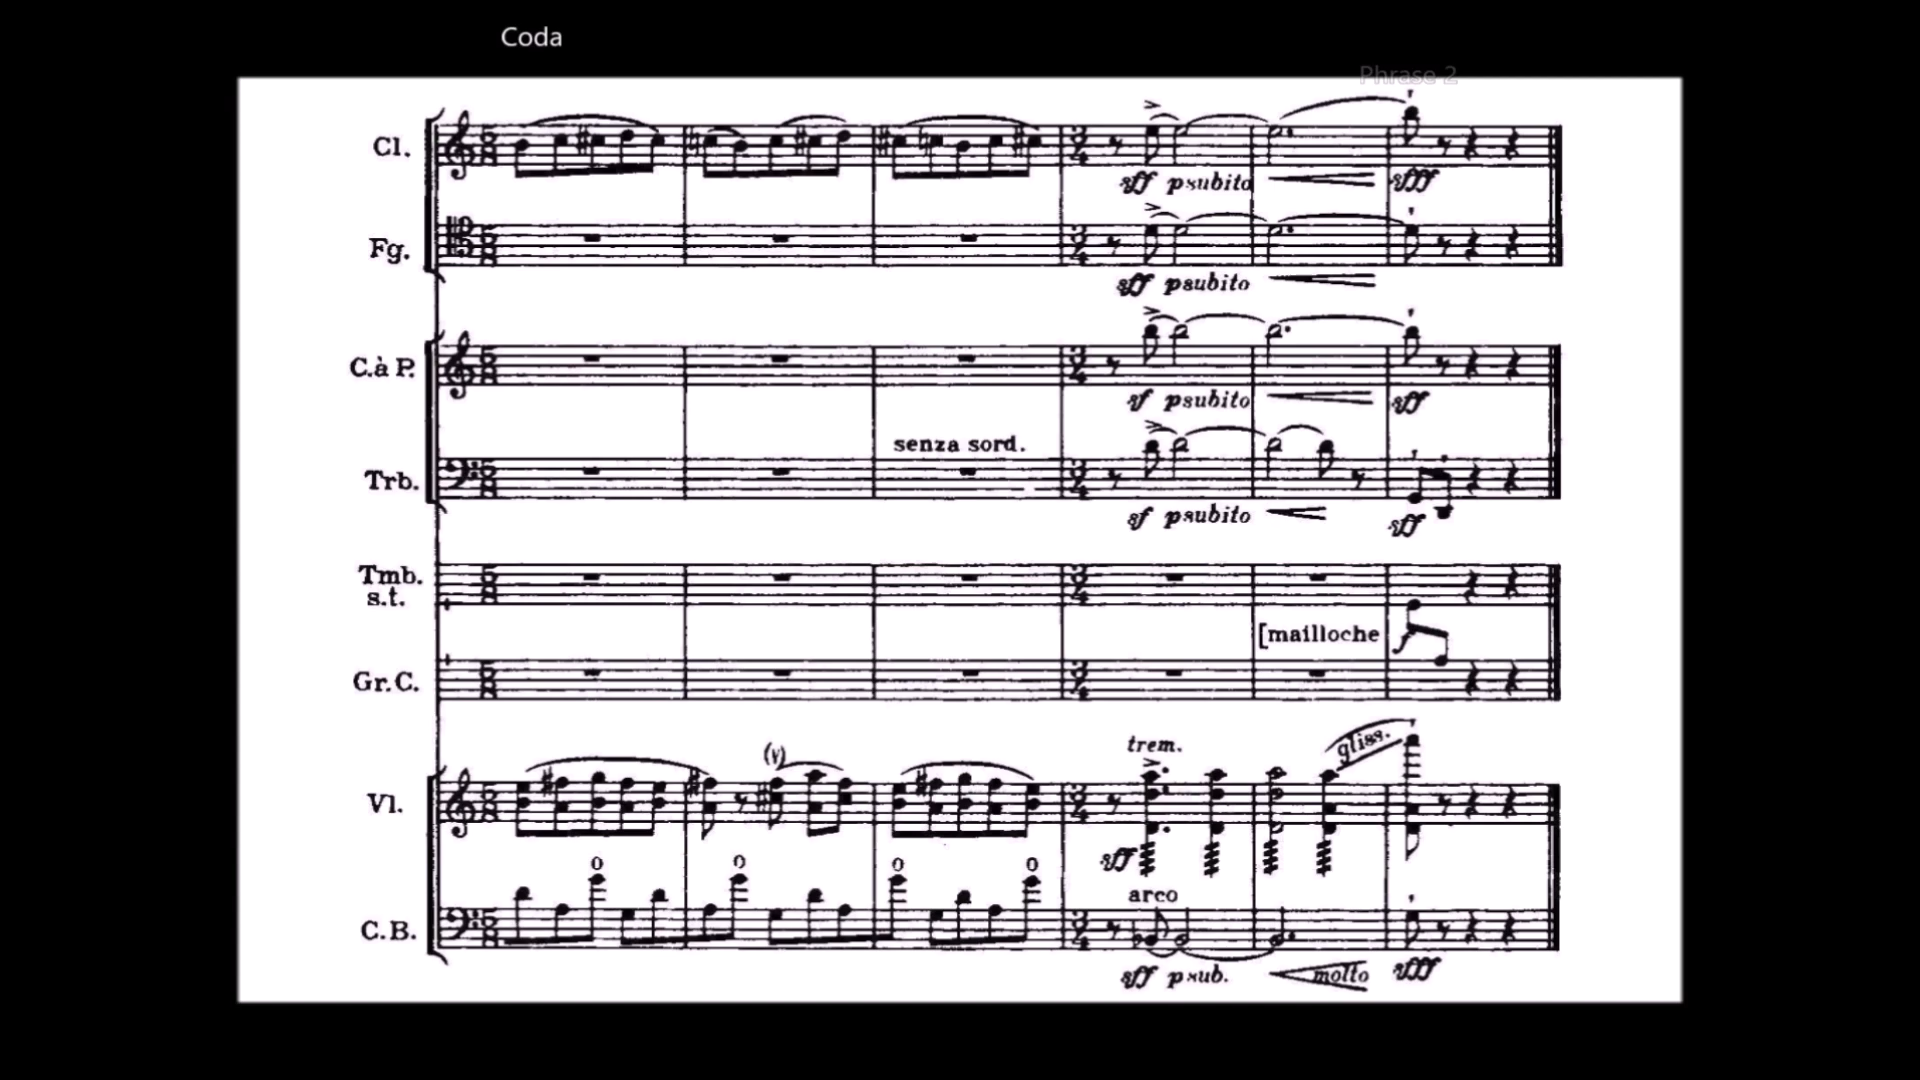 Coda
Phrase 2
Cl.
sff psubito sfff
Fg.
sff psubito
C.à P.
sf psubito sff
senza sord.
Trb.
sf psubito sff
Tmb.
s.t.
[mailloche f
Gr.C.
(v) trem. gliss.
Vl.
sff
o o o o
arco
C.B.
sff psub. molto sfff